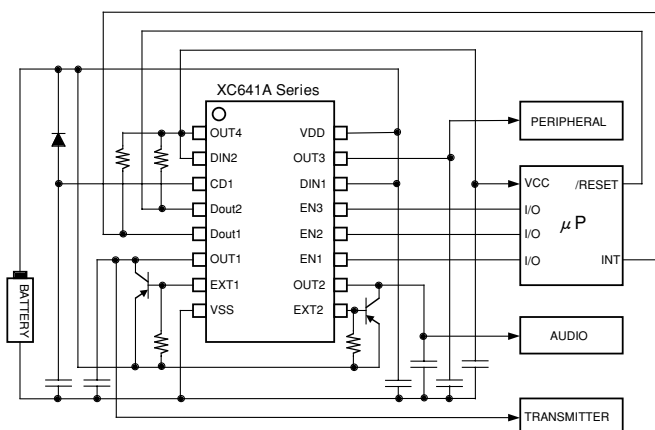 XC641A Series
OUT4
DIN2
CD1
Dout2
Dout1
OUT1
EXT1
VSS
VDD
OUT3
DIN1
EN3
EN2
EN1
OUT2
EXT2
BATTERY
PERIPHERAL
VCC
/RESET
I/O
I/O
I/O
μP
INT
AUDIO
TRANSMITTER